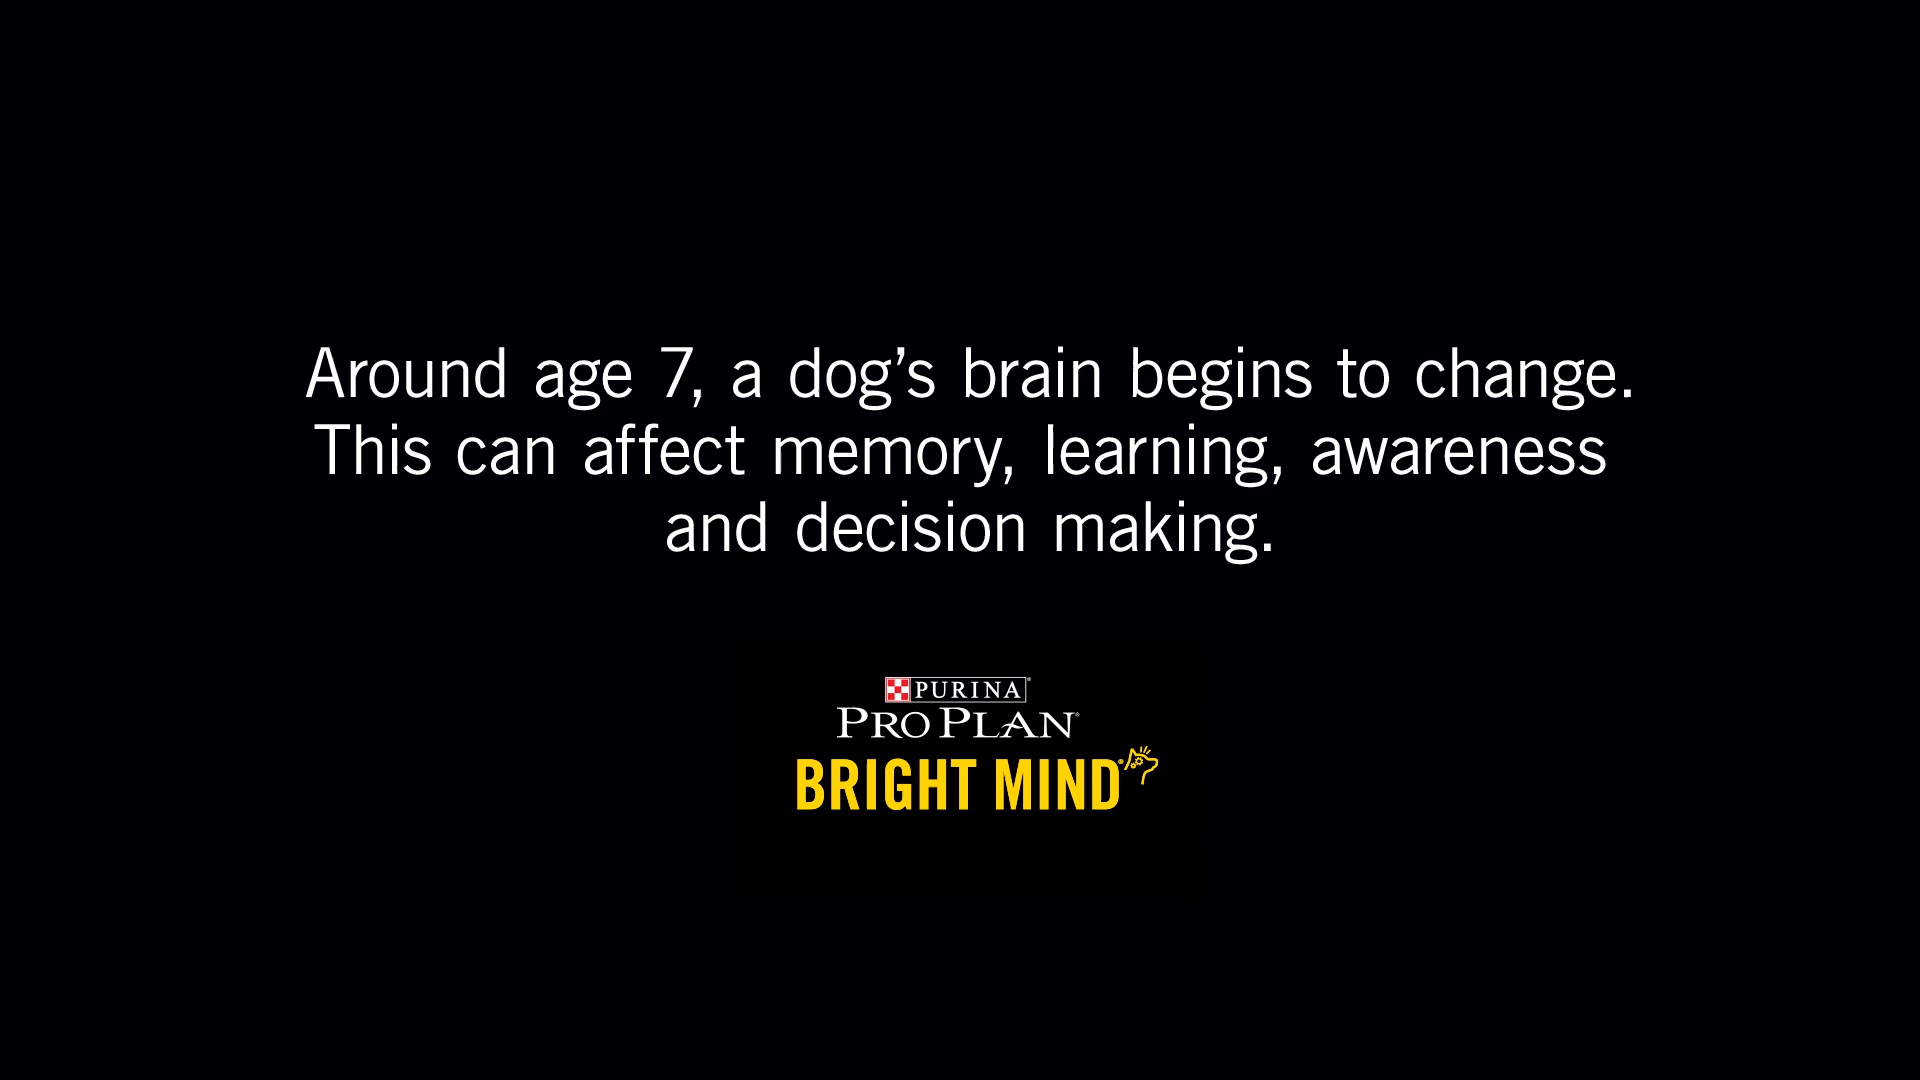 Around age 7, a dog’s brain begins to change.
This can affect memory, learning, awareness
and decision making.
PURINA®
PRO PLAN®
BRIGHT MIND®